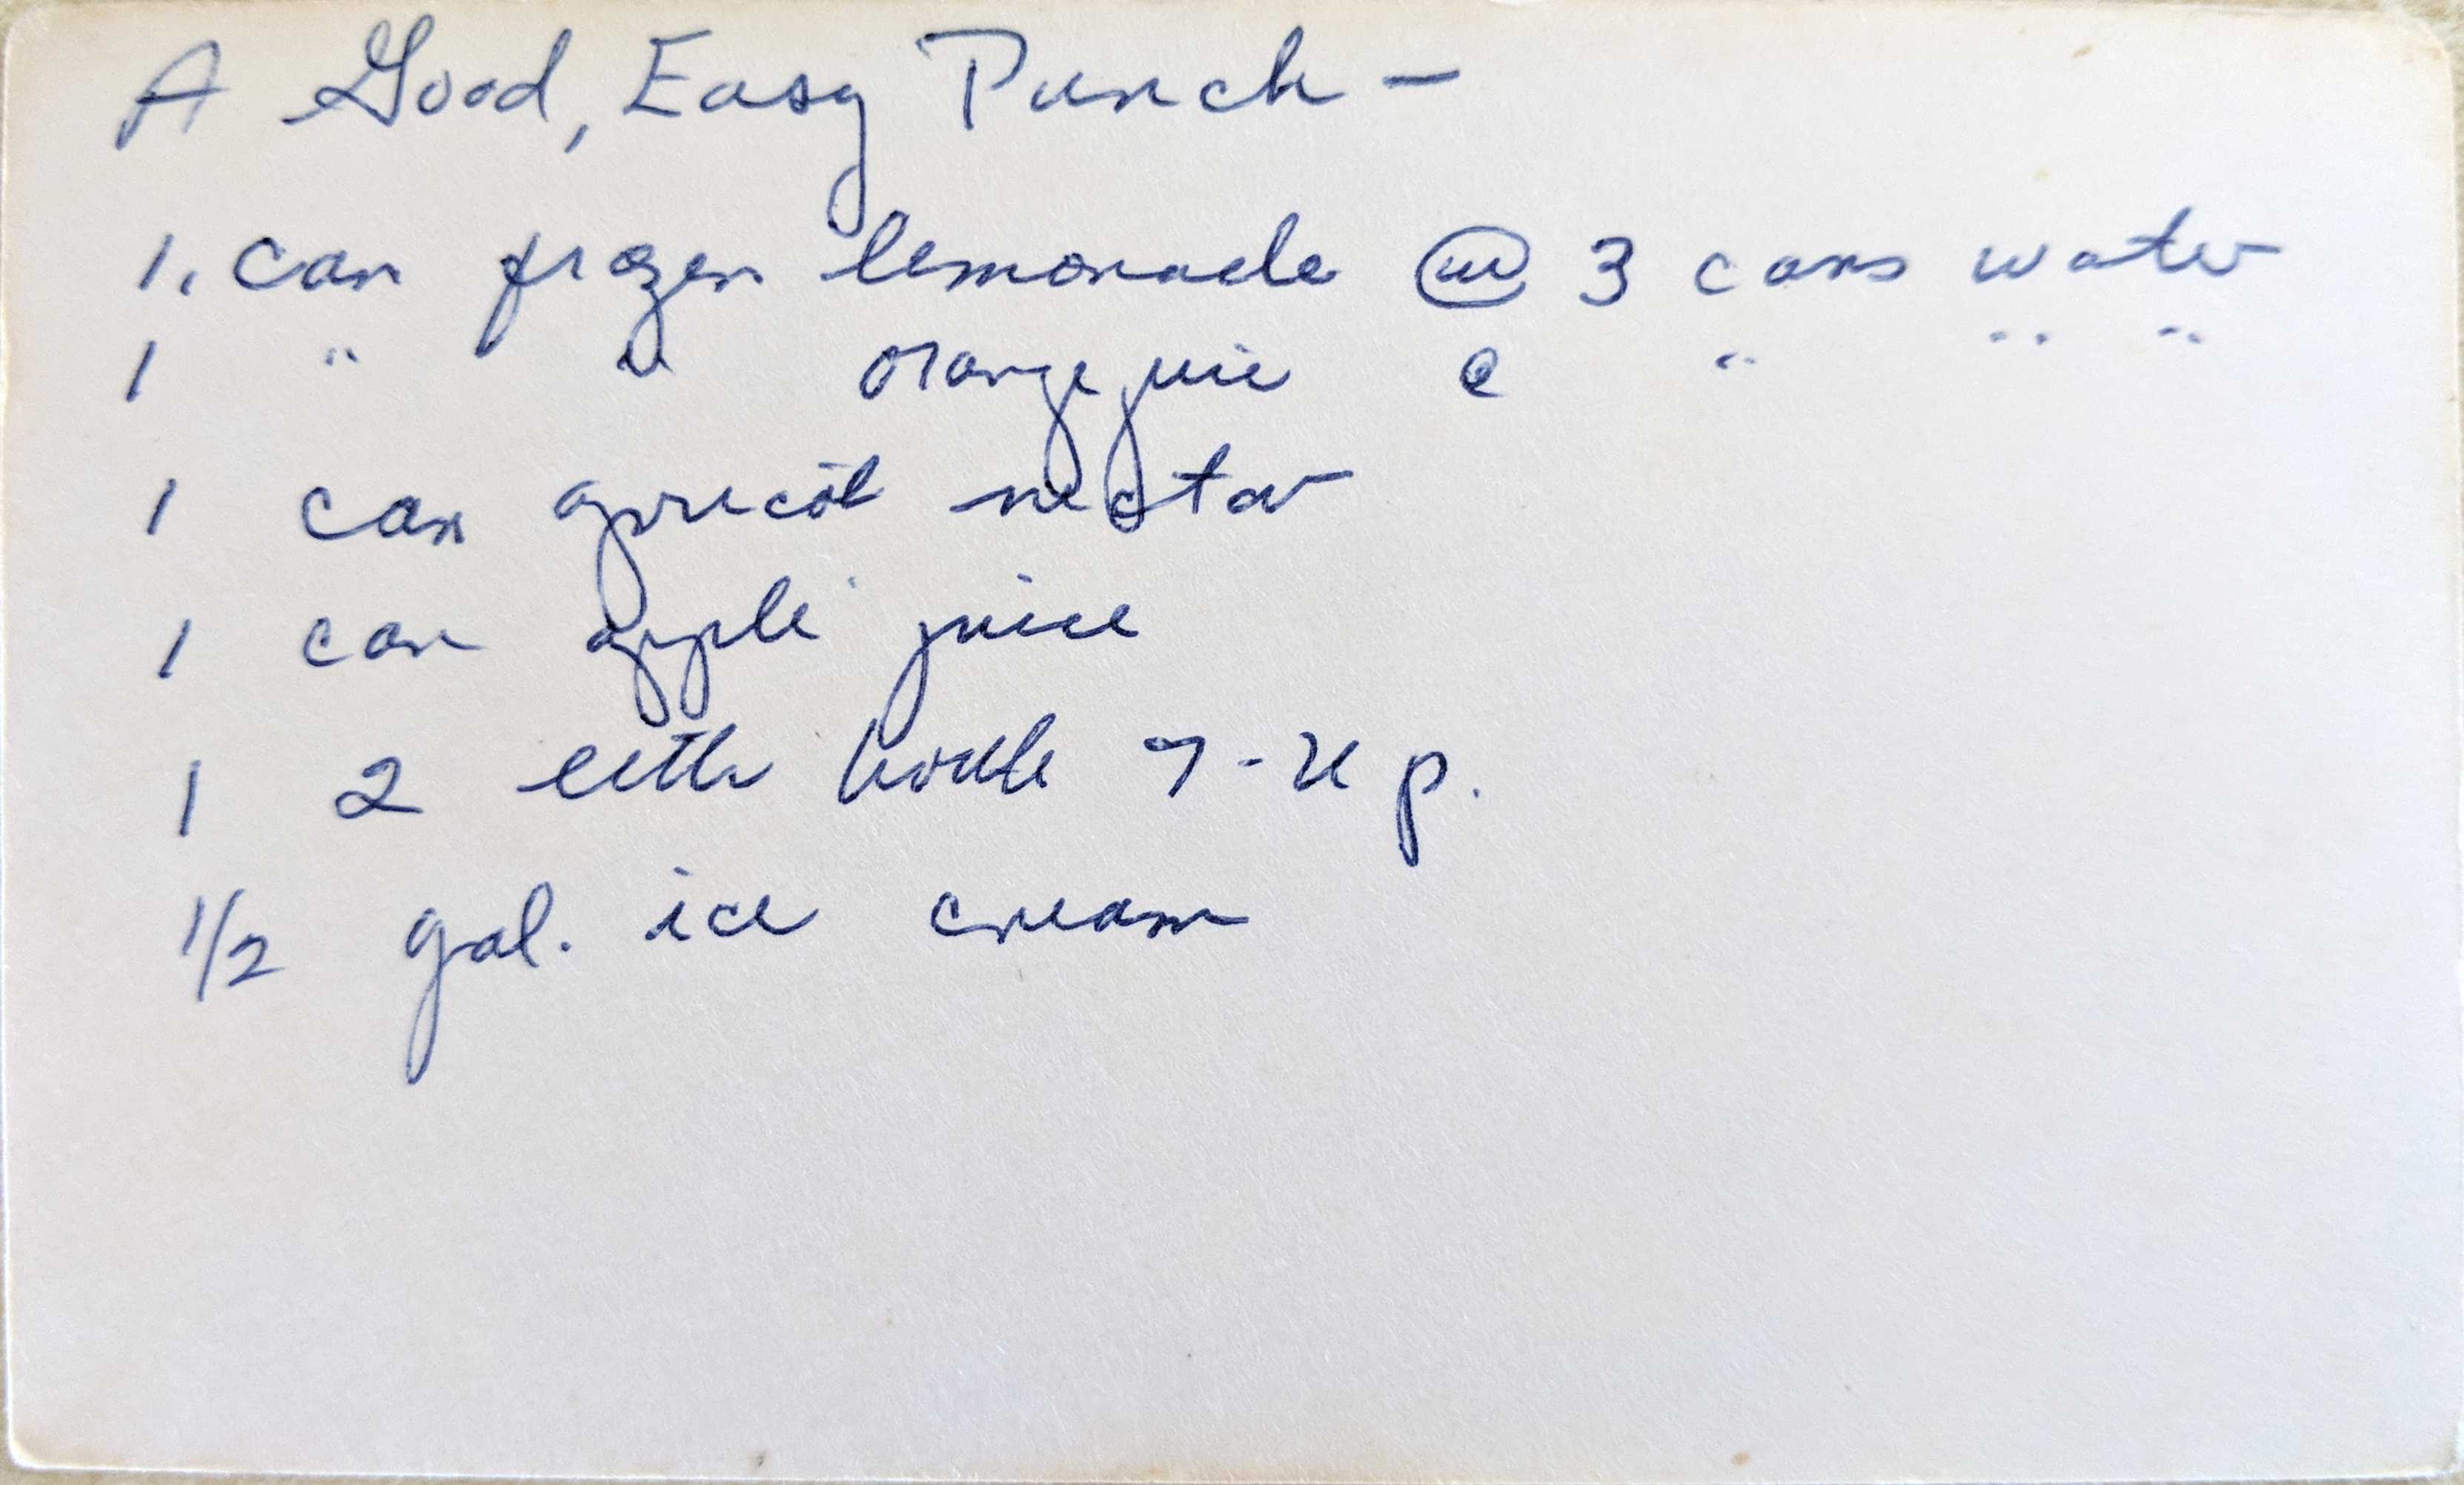 A Good, Easy Punch -
1. can frozen lemonade @ 3 cans water
1 " " orange juice @ " " "
1 can apricot nectar
1 can apple juice
1 2 bottle 7-up.
1/2 gal. ice cream